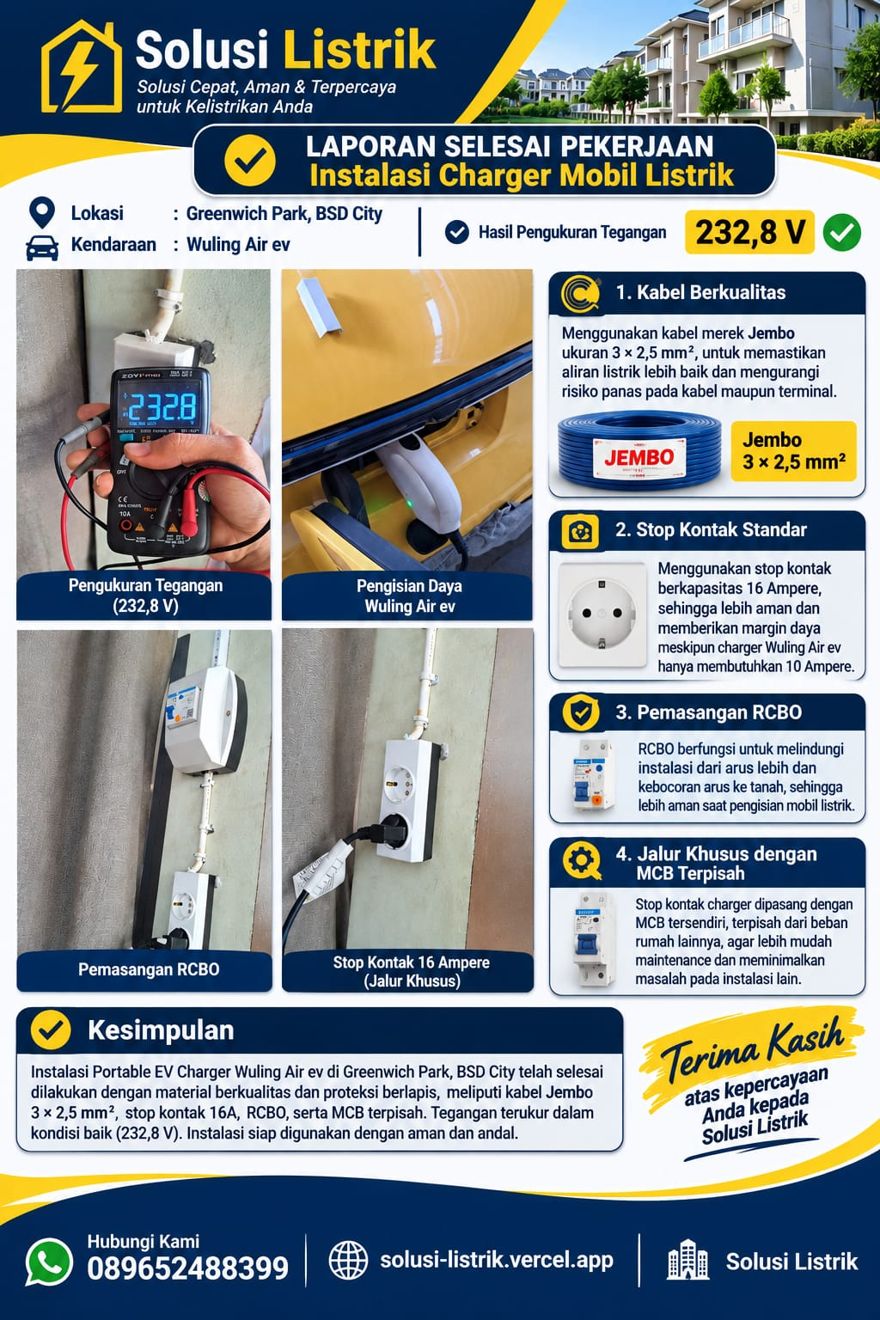 Solusi Listrik
Solusi Cepat, Aman & Terpercaya
untuk Kelistrikan Anda
LAPORAN SELESAI PEKERJAAN
Instalasi Charger Mobil Listrik
Lokasi : Greenwich Park, BSD City
Kendaraan : Wuling Air ev
Hasil Pengukuran Tegangan 232,8 V
232.8
10A
Pengukuran Tegangan
(232,8 V)
Pengisian Daya
Wuling Air ev
Pemasangan RCBO
Stop Kontak 16 Ampere
(Jalur Khusus)
1. Kabel Berkualitas
Menggunakan kabel merek Jembo
ukuran 3 × 2,5 mm², untuk memastikan
aliran listrik lebih baik dan mengurangi
risiko panas pada kabel maupun terminal.
JEMBO
Jembo
3 × 2,5 mm²
2. Stop Kontak Standar
Menggunakan stop kontak
berkapasitas 16 Ampere,
sehingga lebih aman dan
memberikan margin daya
meskipun charger Wuling Air ev
hanya membutuhkan 10 Ampere.
3. Pemasangan RCBO
RCBO berfungsi untuk melindungi
instalasi dari arus lebih dan
kebocoran arus ke tanah, sehingga
lebih aman saat pengisian mobil listrik.
4. Jalur Khusus dengan
MCB Terpisah
Stop kontak charger dipasang dengan
MCB tersendiri, terpisah dari beban
rumah lainnya, agar lebih mudah
maintenance dan meminimalkan
masalah pada instalasi lain.
Kesimpulan
Instalasi Portable EV Charger Wuling Air ev di Greenwich Park, BSD City telah selesai
dilakukan dengan material berkualitas dan proteksi berlapis, meliputi kabel Jembo
3 × 2,5 mm², stop kontak 16A, RCBO, serta MCB terpisah. Tegangan terukur dalam
kondisi baik (232,8 V). Instalasi siap digunakan dengan aman dan andal.
Terima Kasih
atas kepercayaan
Anda kepada
Solusi Listrik
Hubungi Kami
089652488399
solusi-listrik.vercel.app
Solusi Listrik